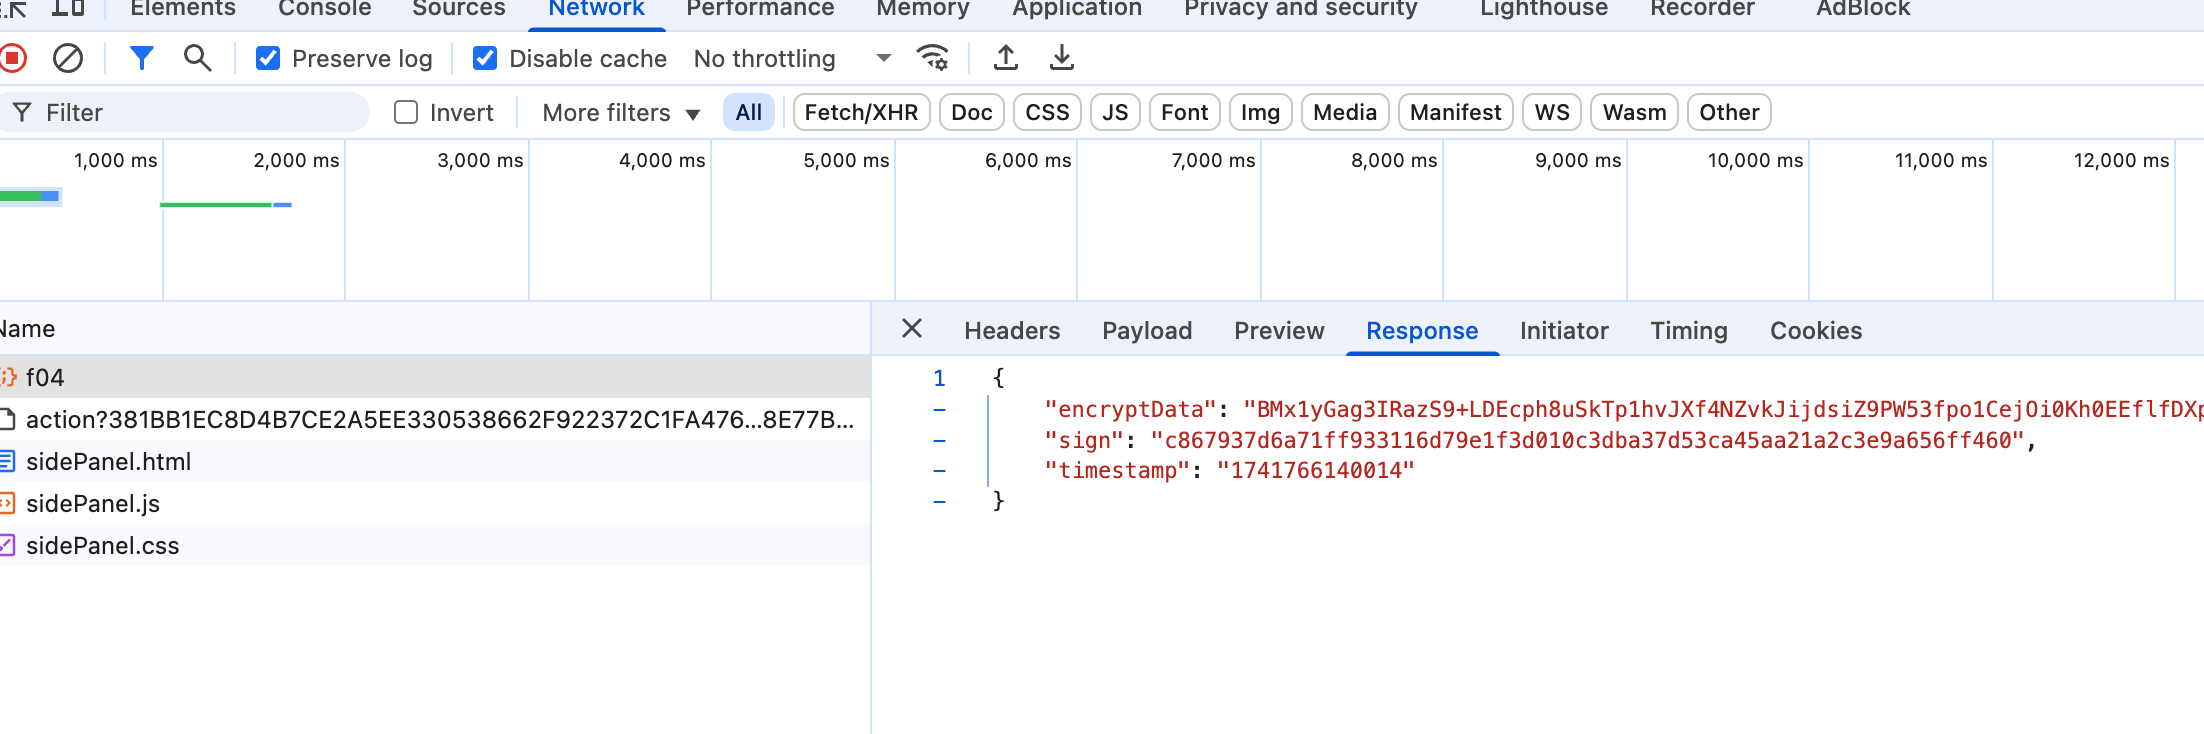 Elements Console Sources Network Performance Memory Application Privacy and security Lighthouse Recorder AdBlock
Preserve log Disable cache No throttling
Filter Invert More filters All Fetch/XHR Doc CSS JS Font Img Media Manifest WS Wasm Other
1,000 ms 2,000 ms 3,000 ms 4,000 ms 5,000 ms 6,000 ms 7,000 ms 8,000 ms 9,000 ms 10,000 ms 11,000 ms 12,000 ms
Name
f04
action?381BB1EC8D4B7CE2A5EE330538662F922372C1FA476...8E77B...
sidePanel.html
sidePanel.js
sidePanel.css
Headers Payload Preview Response Initiator Timing Cookies
1 {
- "encryptData": "BMx1yGag3IRazS9+LDEcph8uSkTp1hvJXf4NZvkJijdsiZ9PW53fpo1CejOi0Kh0EEflfDXp
- "sign": "c867937d6a71ff933116d79e1f3d010c3dba37d53ca45aa21a2c3e9a656ff460",
- "timestamp": "1741766140014"
- }